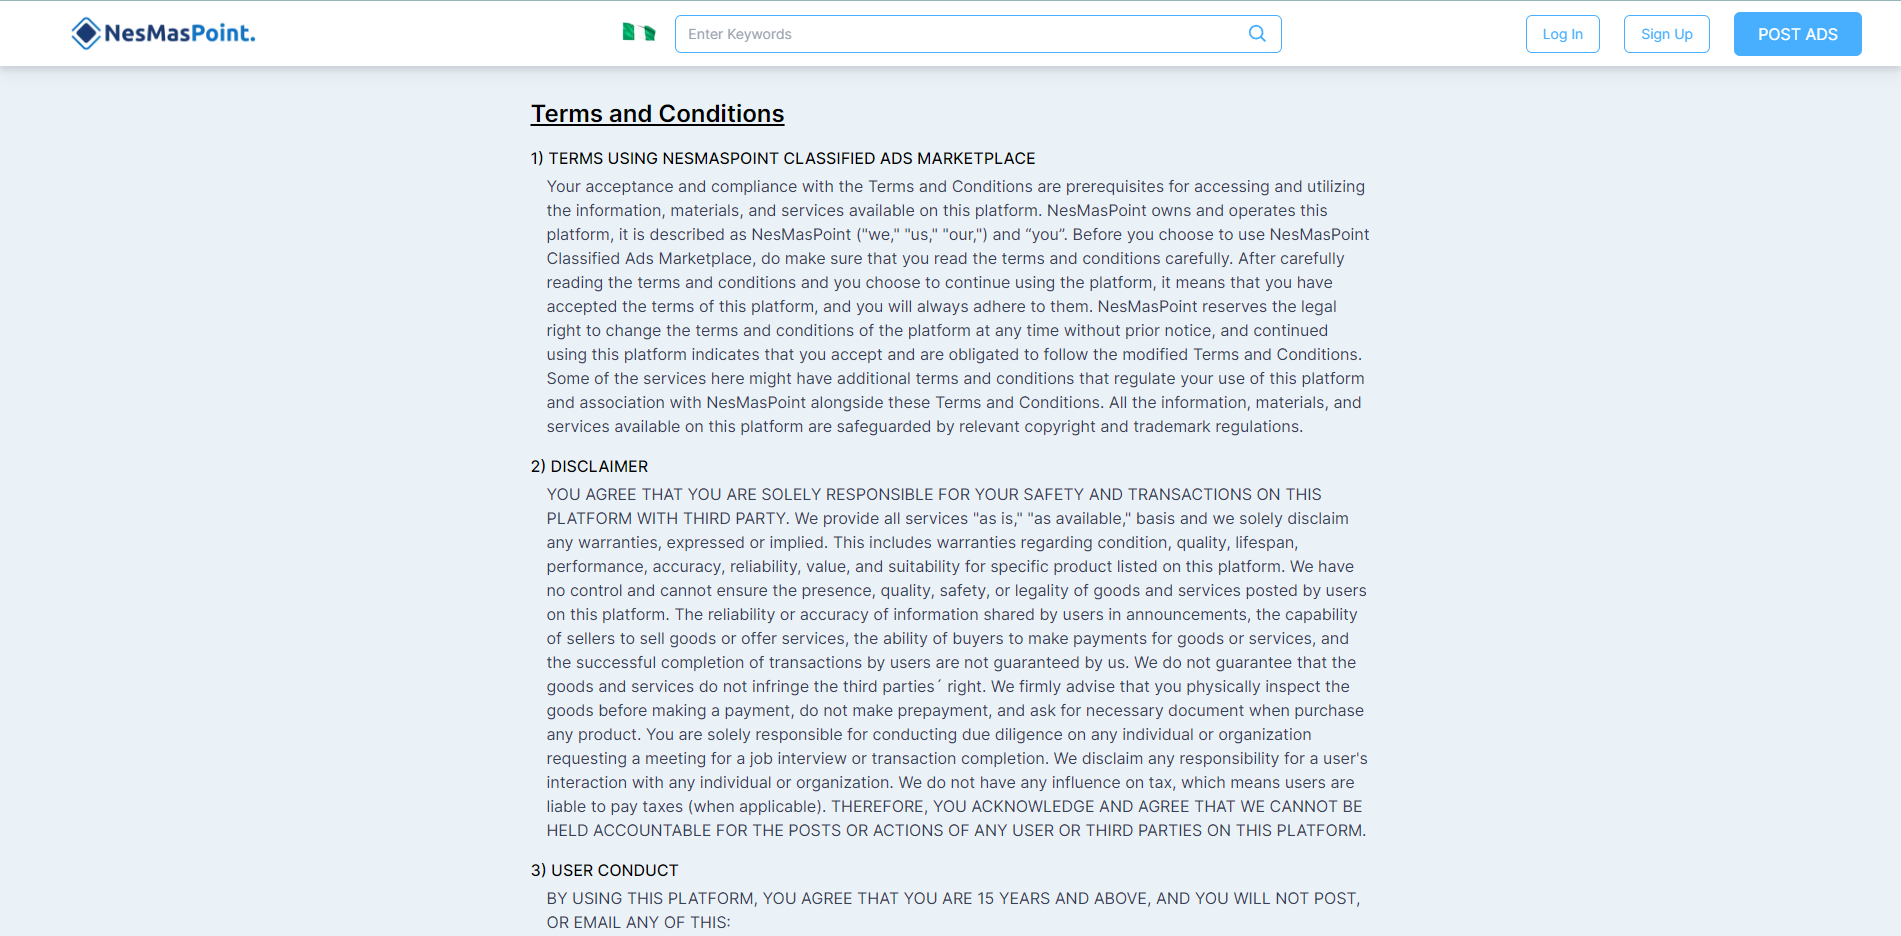 NesMasPoint.
Enter Keywords
Log In
Sign Up
POST ADS
Terms and Conditions
1) TERMS USING NESMASPOINT CLASSIFIED ADS MARKETPLACE
Your acceptance and compliance with the Terms and Conditions are prerequisites for accessing and utilizing
the information, materials, and services available on this platform. NesMasPoint owns and operates this
platform, it is described as NesMasPoint ("we," "us," "our,") and “you”. Before you choose to use NesMasPoint
Classified Ads Marketplace, do make sure that you read the terms and conditions carefully. After carefully
reading the terms and conditions and you choose to continue using the platform, it means that you have
accepted the terms of this platform, and you will always adhere to them. NesMasPoint reserves the legal
right to change the terms and conditions of the platform at any time without prior notice, and continued
using this platform indicates that you accept and are obligated to follow the modified Terms and Conditions.
Some of the services here might have additional terms and conditions that regulate your use of this platform
and association with NesMasPoint alongside these Terms and Conditions. All the information, materials, and
services available on this platform are safeguarded by relevant copyright and trademark regulations.
2) DISCLAIMER
YOU AGREE THAT YOU ARE SOLELY RESPONSIBLE FOR YOUR SAFETY AND TRANSACTIONS ON THIS
PLATFORM WITH THIRD PARTY. We provide all services "as is," "as available," basis and we solely disclaim
any warranties, expressed or implied. This includes warranties regarding condition, quality, lifespan,
performance, accuracy, reliability, value, and suitability for specific product listed on this platform. We have
no control and cannot ensure the presence, quality, safety, or legality of goods and services posted by users
on this platform. The reliability or accuracy of information shared by users in announcements, the capability
of sellers to sell goods or offer services, the ability of buyers to make payments for goods or services, and
the successful completion of transactions by users are not guaranteed by us. We do not guarantee that the
goods and services do not infringe the third parties´ right. We firmly advise that you physically inspect the
goods before making a payment, do not make prepayment, and ask for necessary document when purchase
any product. You are solely responsible for conducting due diligence on any individual or organization
requesting a meeting for a job interview or transaction completion. We disclaim any responsibility for a user's
interaction with any individual or organization. We do not have any influence on tax, which means users are
liable to pay taxes (when applicable). THEREFORE, YOU ACKNOWLEDGE AND AGREE THAT WE CANNOT BE
HELD ACCOUNTABLE FOR THE POSTS OR ACTIONS OF ANY USER OR THIRD PARTIES ON THIS PLATFORM.
3) USER CONDUCT
BY USING THIS PLATFORM, YOU AGREE THAT YOU ARE 15 YEARS AND ABOVE, AND YOU WILL NOT POST,
OR EMAIL ANY OF THIS: